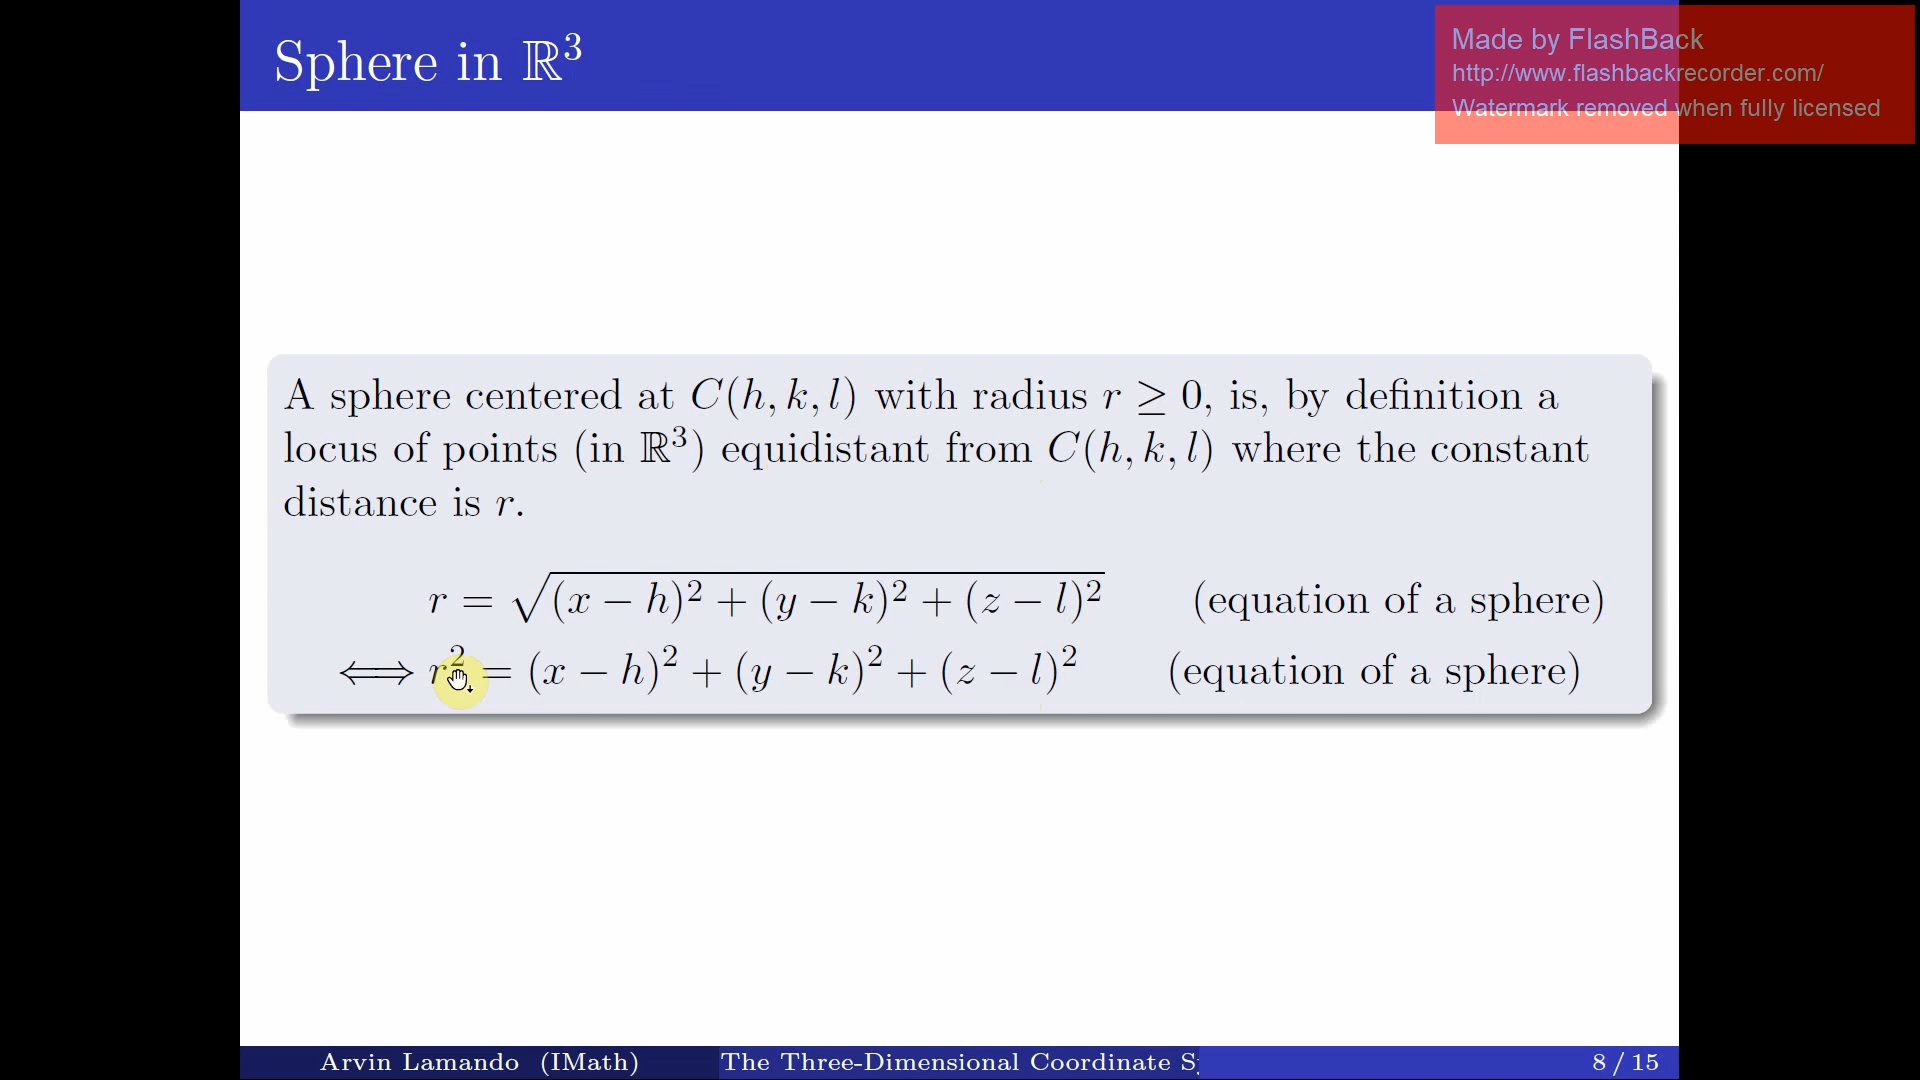 Sphere in ℝ³
Made by FlashBack
http://www.flashbackrecorder.com/
Watermark removed when fully licensed
A sphere centered at C(h, k, l) with radius r ≥ 0, is, by definition a
locus of points (in ℝ³) equidistant from C(h, k, l) where the constant
distance is r.
r = √((x − h)² + (y − k)² + (z − l)²) (equation of a sphere)
⟺ r² = (x − h)² + (y − k)² + (z − l)² (equation of a sphere)
Arvin Lamando (IMath) The Three-Dimensional Coordinate S 8 / 15